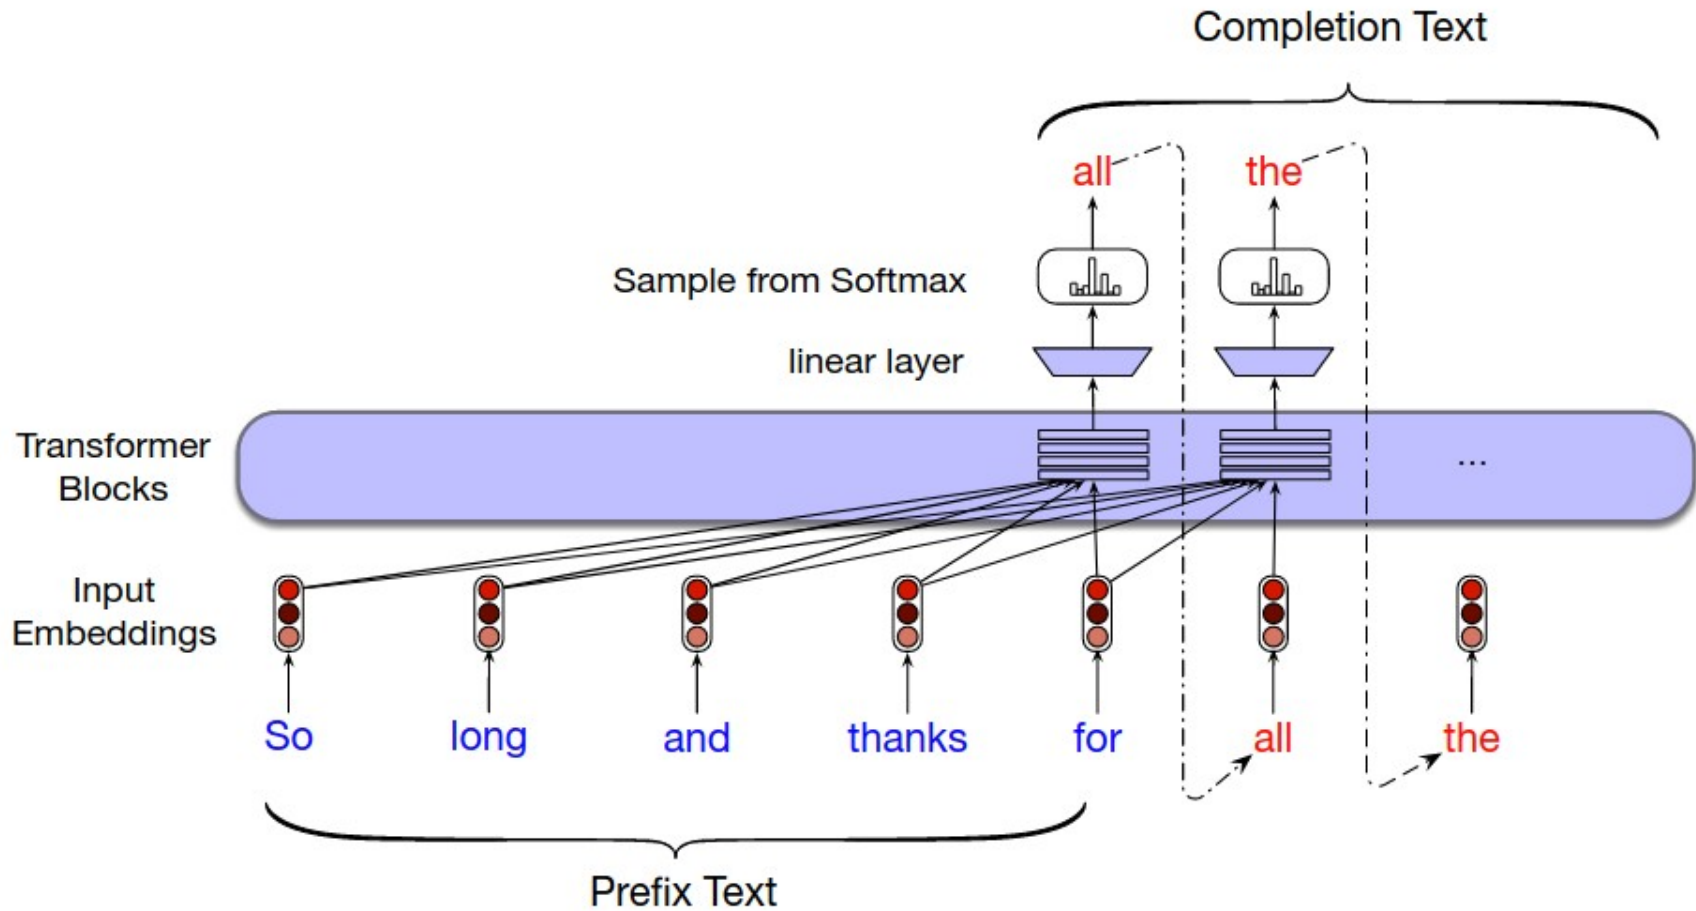 Completion Text
all the
Sample from Softmax
linear layer
Transformer
Blocks
...
Input
Embeddings
So long and thanks for all the
Prefix Text